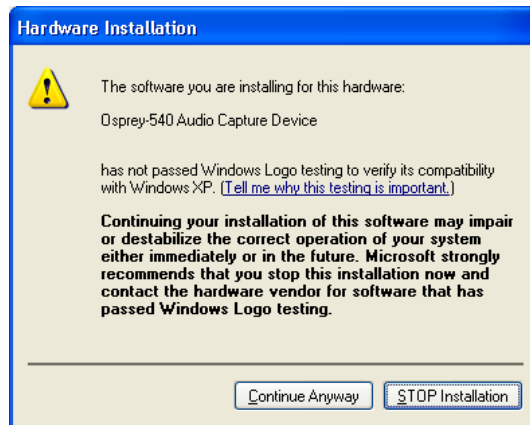 Hardware Installation
The software you are installing for this hardware:
Osprey-540 Audio Capture Device
has not passed Windows Logo testing to verify its compatibility
with Windows XP. (Tell me why this testing is important.)
Continuing your installation of this software may impair
or destabilize the correct operation of your system
either immediately or in the future. Microsoft strongly
recommends that you stop this installation now and
contact the hardware vendor for software that has
passed Windows Logo testing.
Continue Anyway
STOP Installation